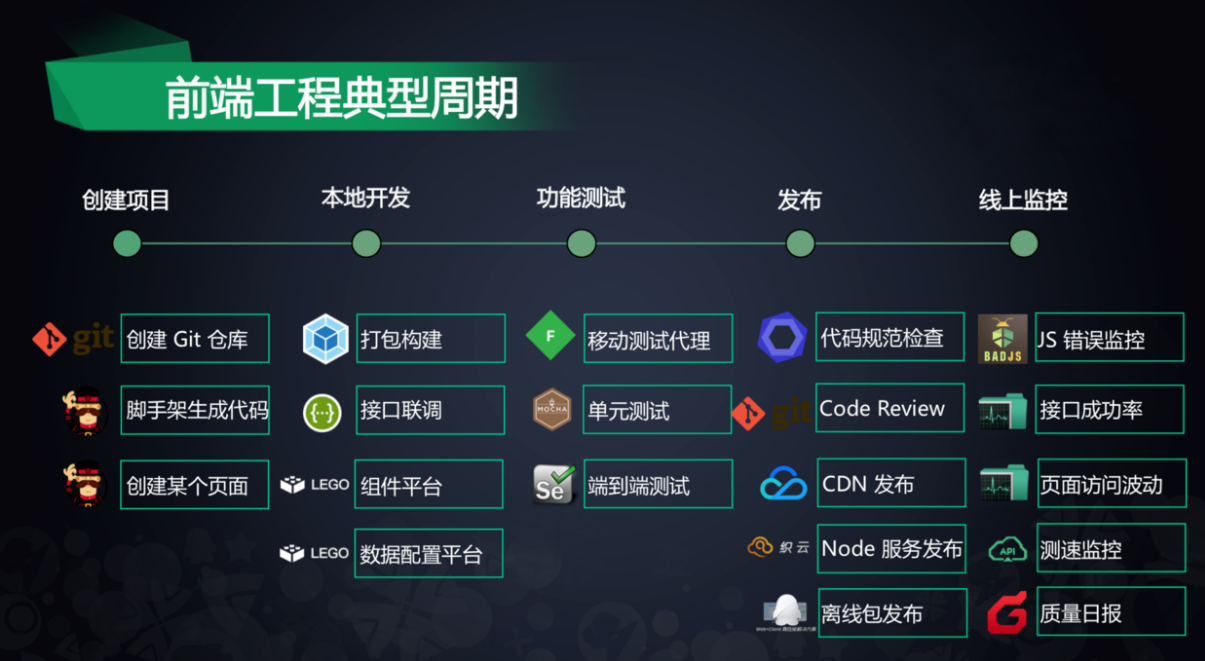 前端工程典型周期
创建项目
本地开发
功能测试
发布
线上监控
git 创建 Git 仓库
打包构建
F 移动测试代理
代码规范检查
BADJS JS 错误监控
脚手架生成代码
{···} 接口联调
MOCHA 单元测试
git Code Review
接口成功率
创建某个页面
LEGO 组件平台
Se 端到端测试
CDN 发布
页面访问波动
LEGO 数据配置平台
织云 Node 服务发布
API 测速监控
离线包发布
质量日报